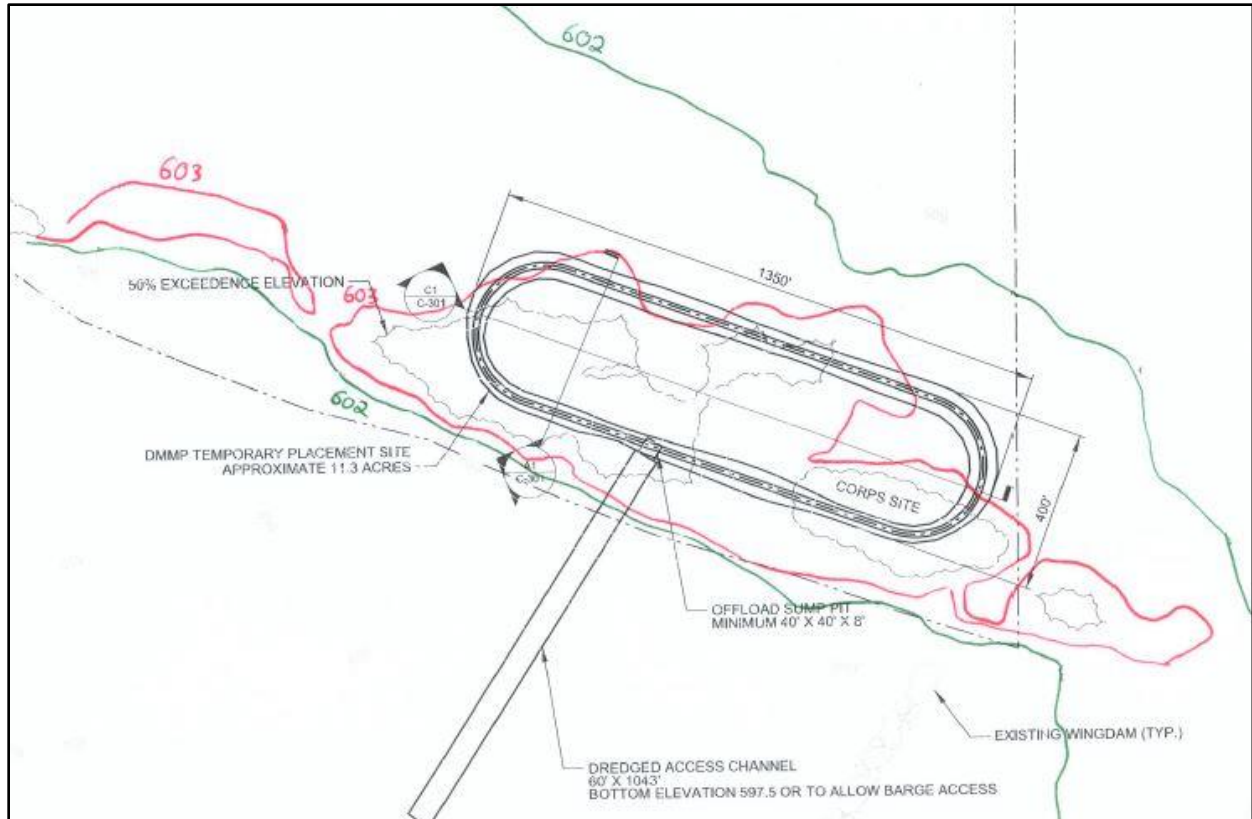 602
603
1350'
50% EXCEEDENCE ELEVATION
603
C1
C-301
602
DMMP TEMPORARY PLACEMENT SITE
APPROXIMATE 11.3 ACRES
A1
C-301
CORPS SITE
400'
OFFLOAD SUMP PIT
MINIMUM 40' X 40' X 8'
EXISTING WINGDAM (TYP.)
DREDGED ACCESS CHANNEL
60' X 1043'
BOTTOM ELEVATION 597.5 OR TO ALLOW BARGE ACCESS